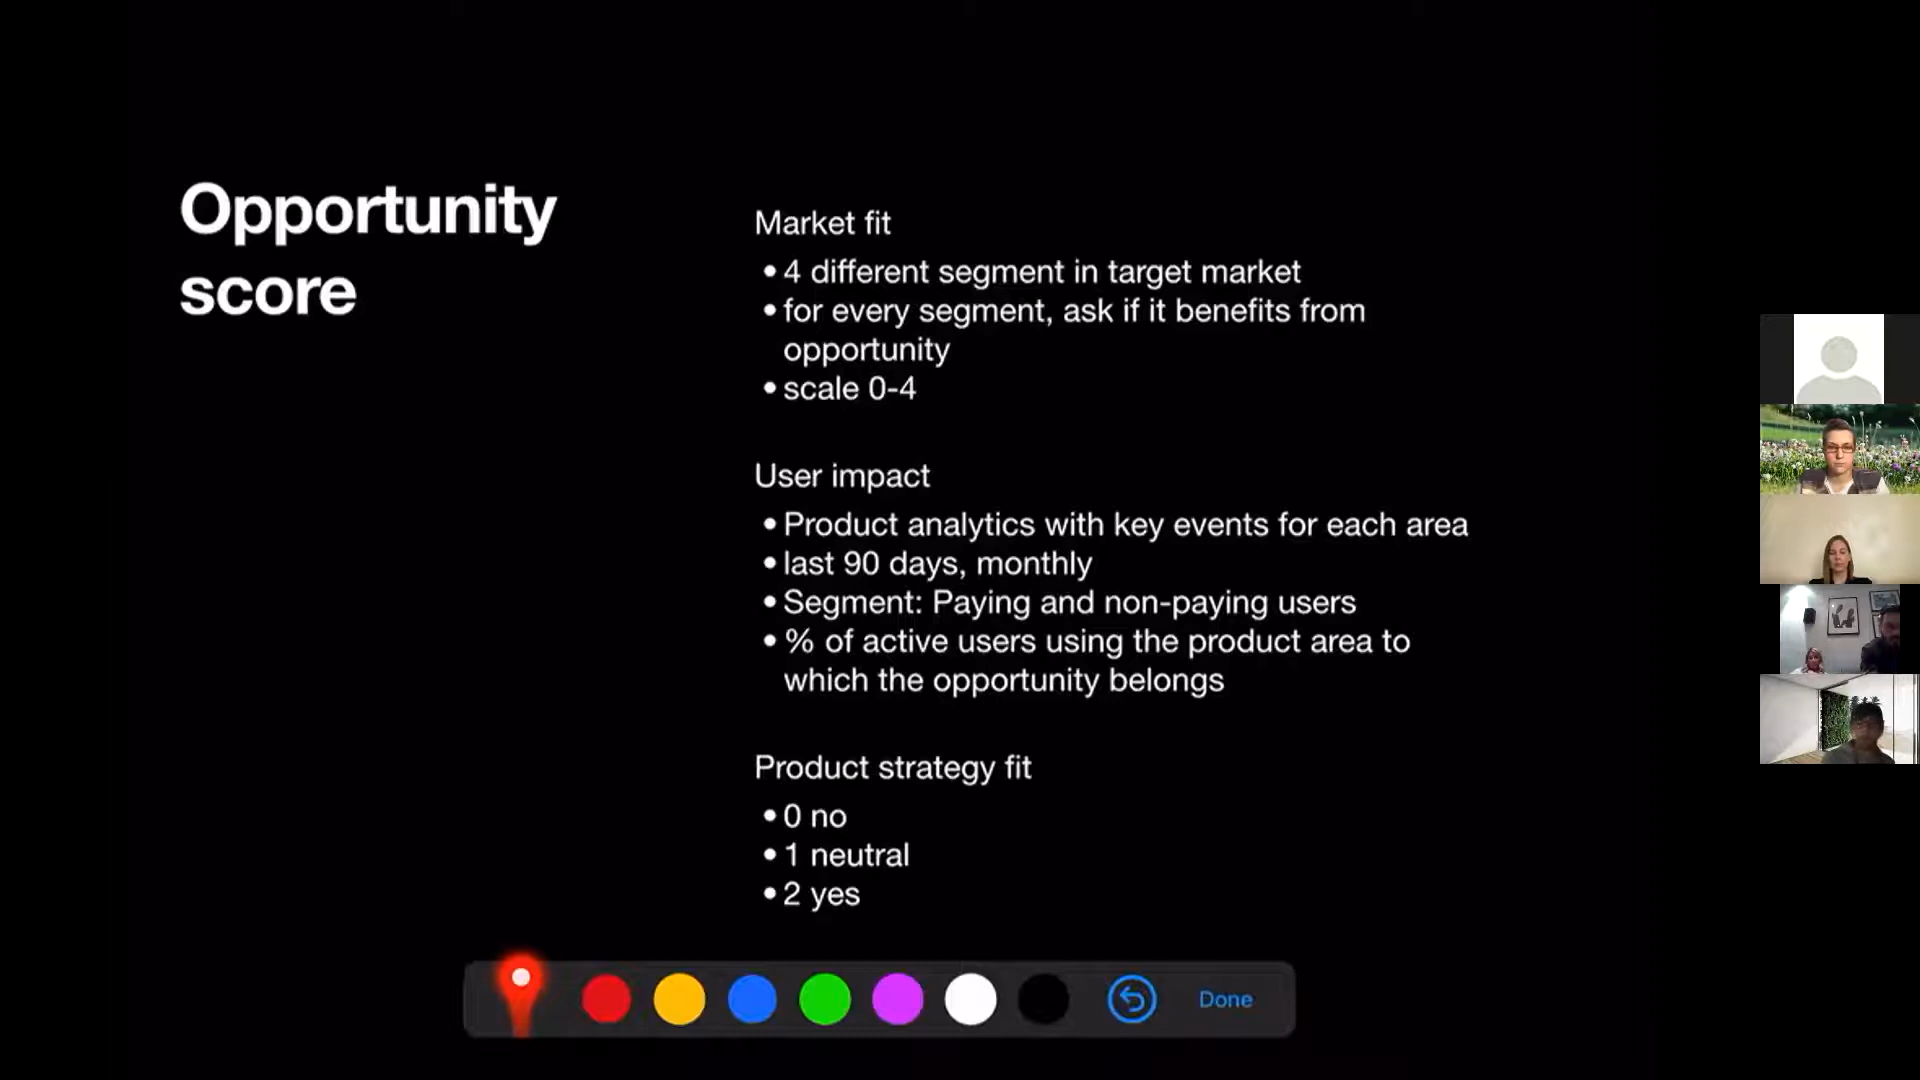 Opportunity
score
Market fit
• 4 different segment in target market
• for every segment, ask if it benefits from
opportunity
• scale 0-4
User impact
• Product analytics with key events for each area
• last 90 days, monthly
• Segment: Paying and non-paying users
• % of active users using the product area to
which the opportunity belongs
Product strategy fit
• 0 no
• 1 neutral
• 2 yes
Done